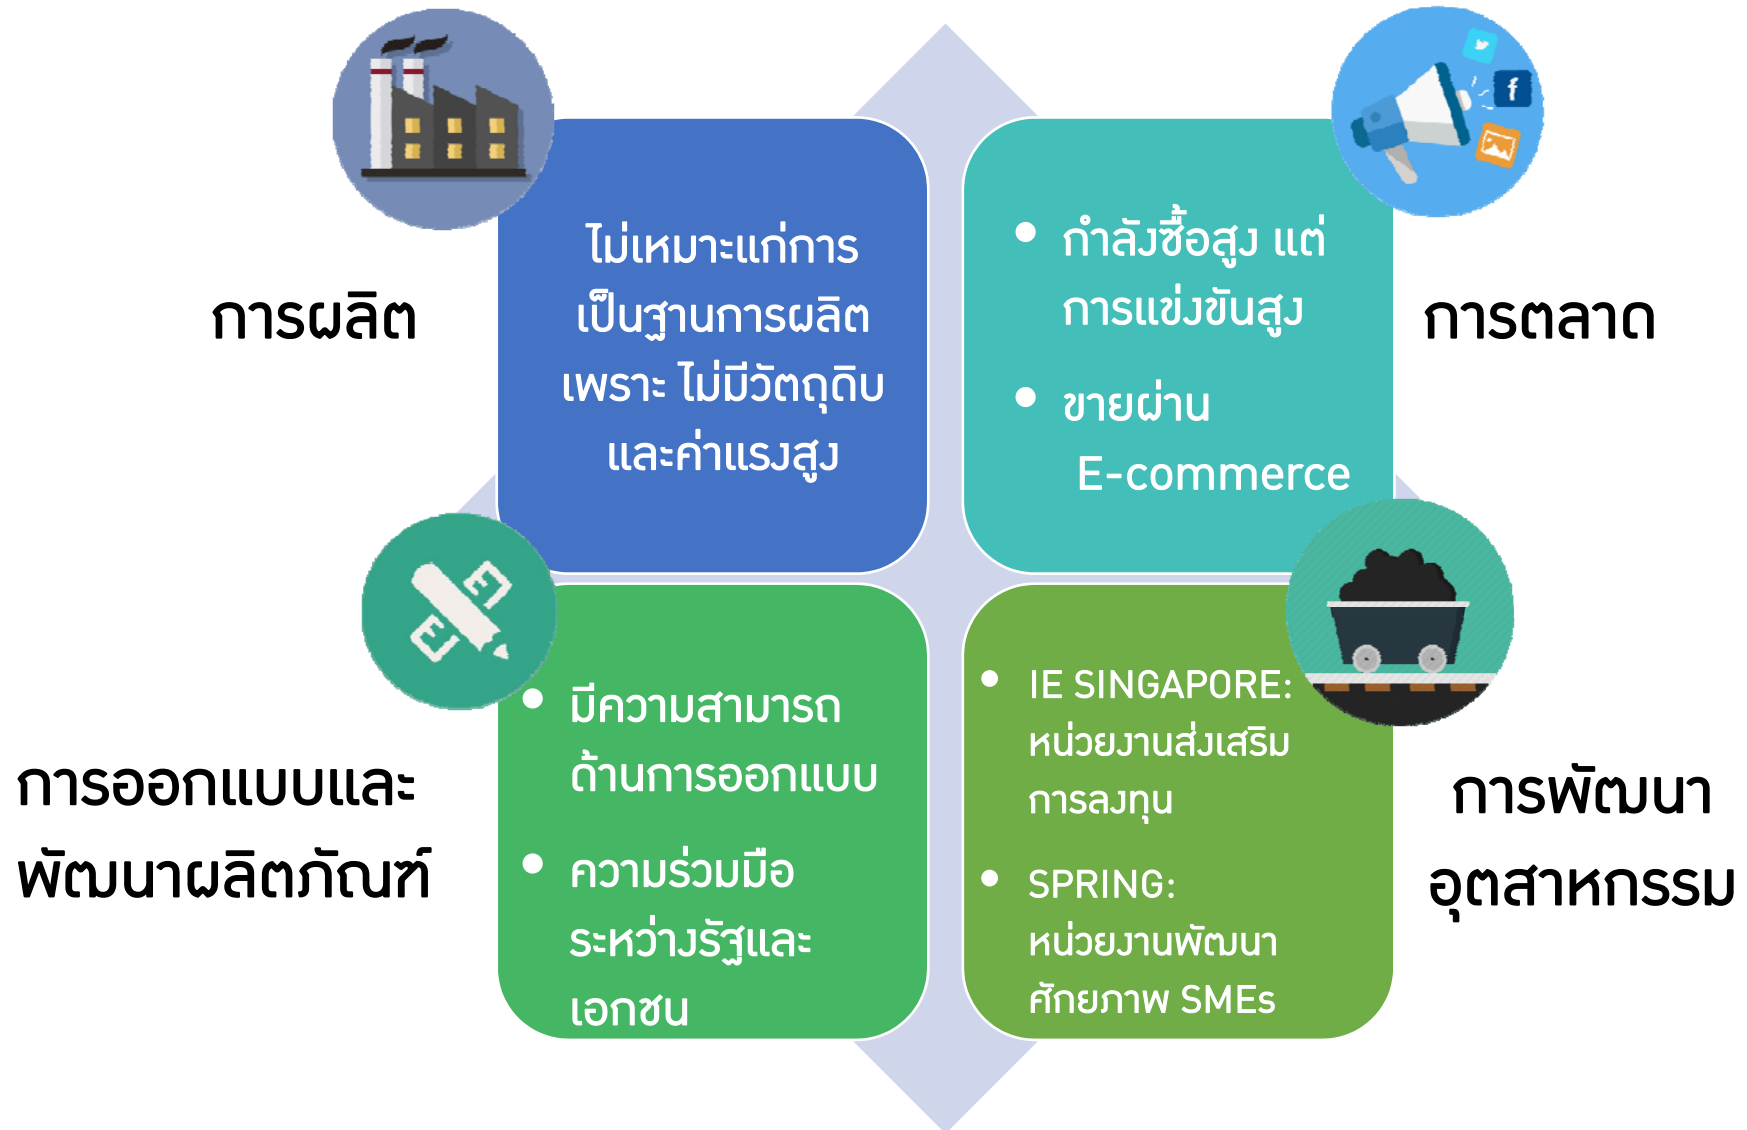 การผลิต
ไม่เหมาะแก่การ
เป็นฐานการผลิต
เพราะ ไม่มีวัตถุดิบ
และค่าแรงสูง
• กำลังซื้อสูง แต่
การแข่งขันสูง
• ขายผ่าน
E-commerce
การตลาด
การออกแบบและ
พัฒนาผลิตภัณฑ์
• มีความสามารถ
ด้านการออกแบบ
• ความร่วมมือ
ระหว่างรัฐและ
เอกชน
• IE SINGAPORE:
หน่วยงานส่งเสริม
การลงทุน
• SPRING:
หน่วยงานพัฒนา
ศักยภาพ SMEs
การพัฒนา
อุตสาหกรรม